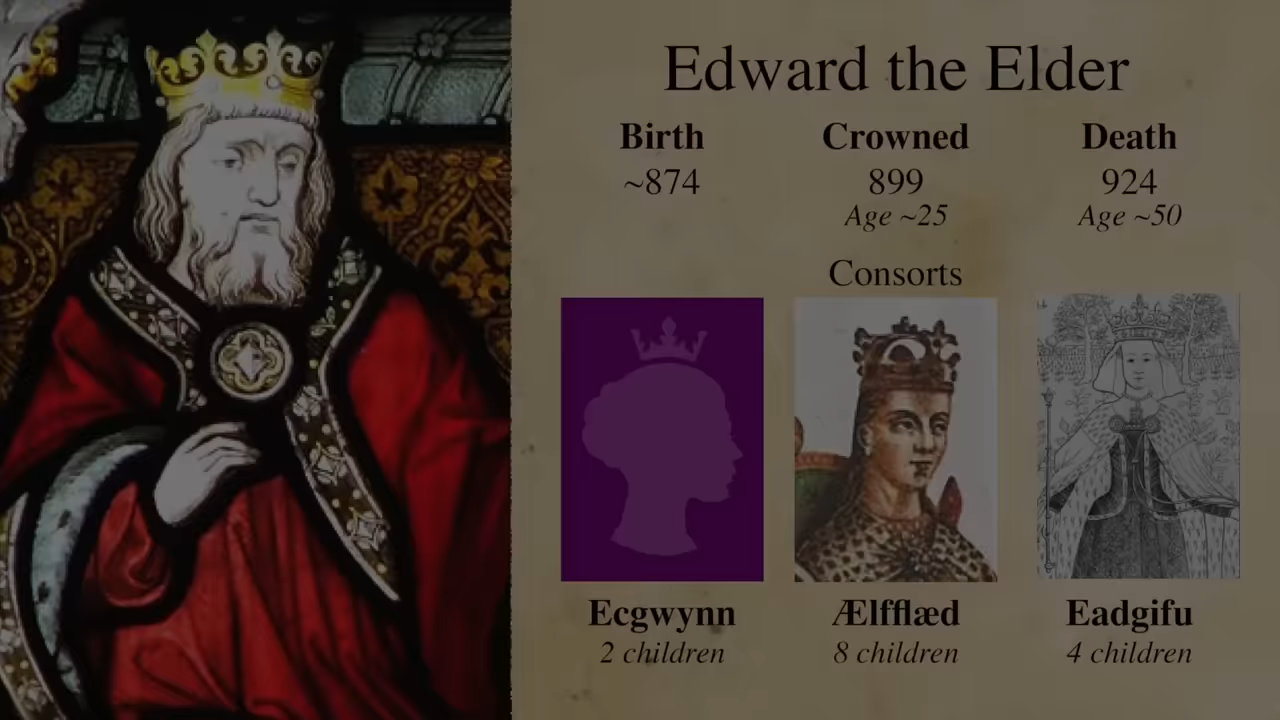 Edward the Elder
Birth
~874
Crowned
899
Age ~25
Death
924
Age ~50
Consorts
Ecgwynn
2 children
Ælfflæd
8 children
Eadgifu
4 children